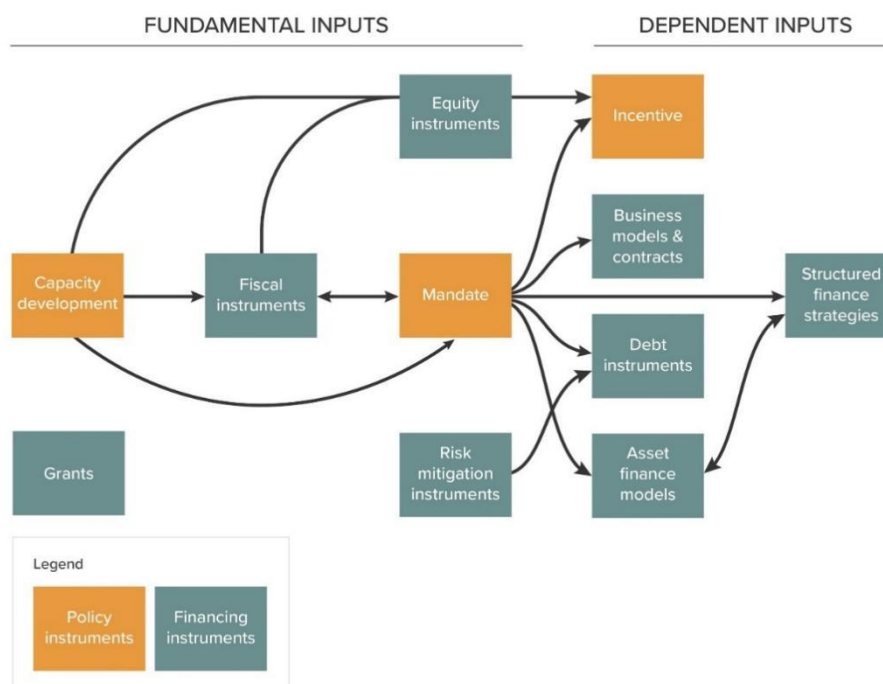 FUNDAMENTAL INPUTS
DEPENDENT INPUTS
Equity
instruments
Incentive
Business
models &
contracts
Capacity
development
Fiscal
instruments
Mandate
Structured
finance
strategies
Debt
instruments
Grants
Risk
mitigation
instruments
Asset
finance
models
Legend
Policy
instruments
Financing
instruments